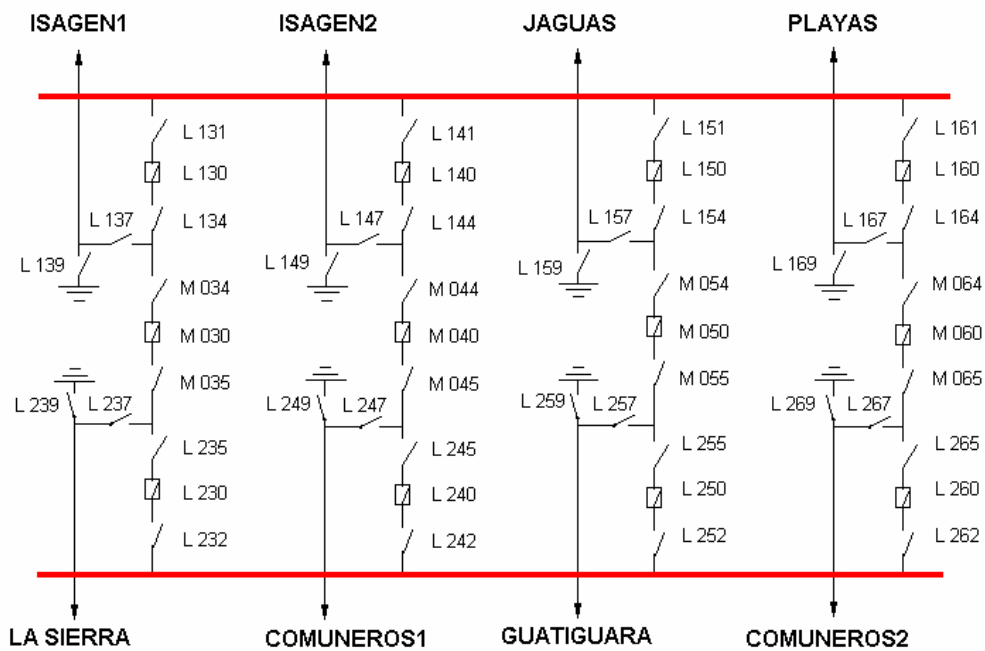 ISAGEN1 ISAGEN2 JAGUAS PLAYAS
L 131 L 141 L 151 L 161
L 130 L 140 L 150 L 160
L 137 L 134 L 147 L 144 L 157 L 154 L 167 L 164
L 139 L 149 L 159 L 169
M 034 M 044 M 054 M 064
M 030 M 040 M 050 M 060
M 035 M 045 M 055 M 065
L 239 L 237 L 249 L 247 L 259 L 257 L 269 L 267
L 235 L 245 L 255 L 265
L 230 L 240 L 250 L 260
L 232 L 242 L 252 L 262
LA SIERRA COMUNEROS1 GUATIGUARA COMUNEROS2